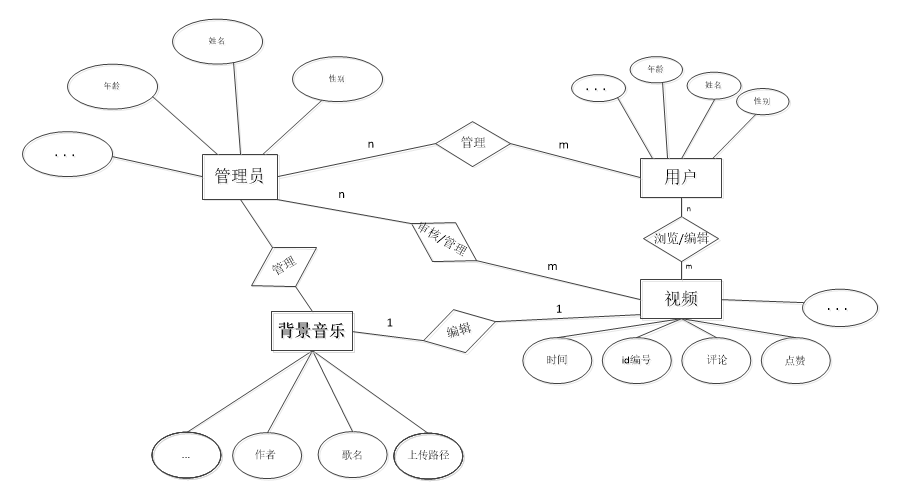 姓名
年龄
性别
. . .
管理员
年龄
姓名
. . .
性别
n
管理
m
用户
n
审核/管理
m
n
浏览/编辑
m
管理
视频
. . .
背景音乐
1
编辑
1
时间
id编号
评论
点赞
...
作者
歌名
上传路径